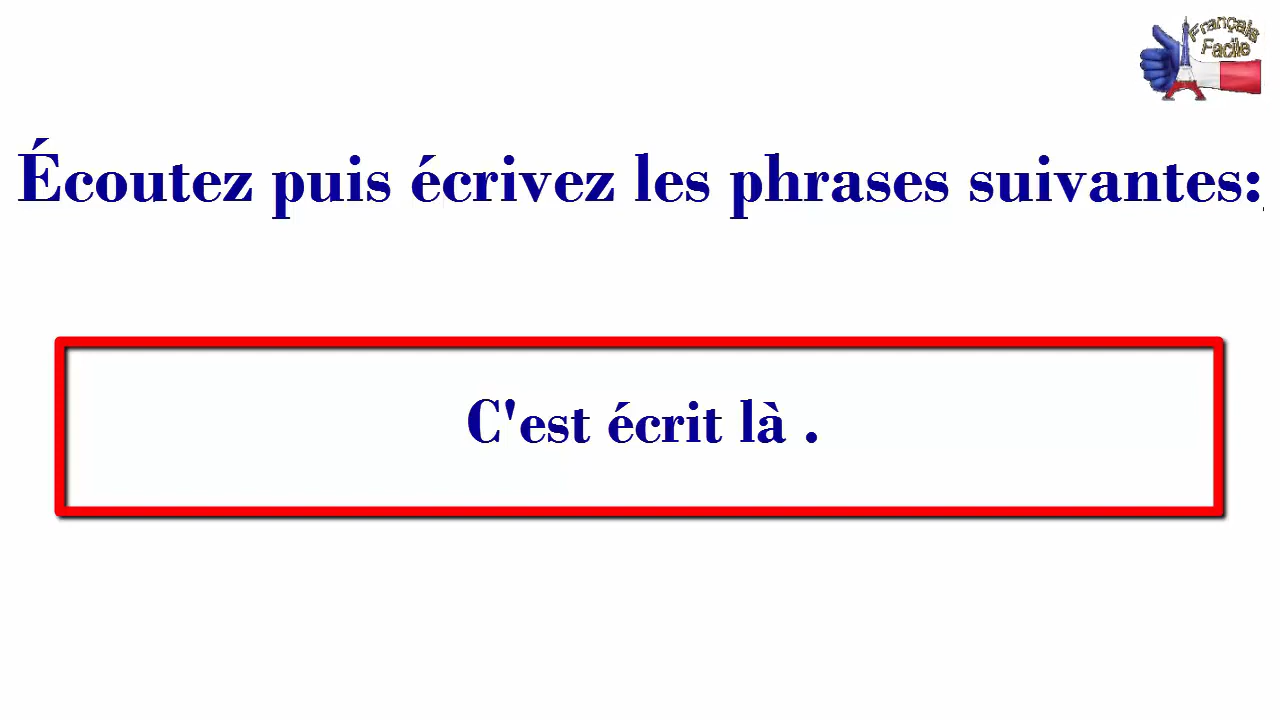 Français
Facile
Écoutez puis écrivez les phrases suivantes:
C'est écrit là .